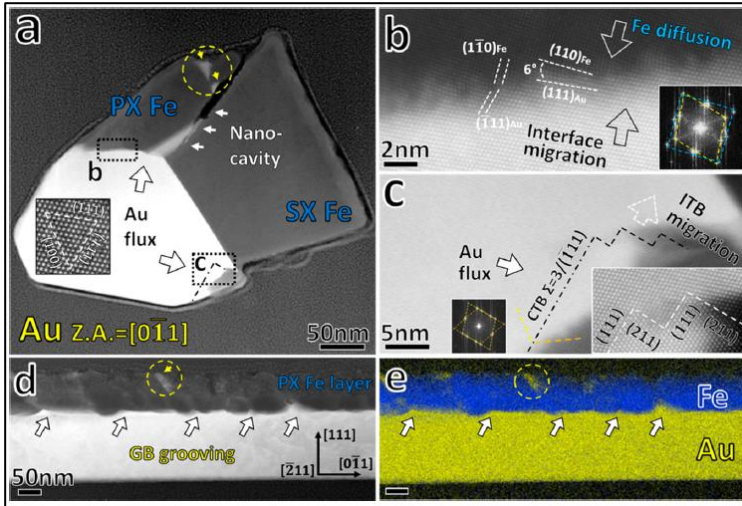 a
PX Fe
Nano-
cavity
b
Au
flux
SX Fe
c
Au Z.A.=[01̅1]
50nm
b
(11̅0)Fe
(110)Fe
Fe diffusion
6°
(111)Au
(1̅11)Au
Interface
migration
2nm
c
ITB
migration
Au
flux
CTB Σ=3/(111)
5nm
(111)
(211)
(111)
(211)
d
PX Fe layer
GB grooving
[111]
[2̅11]
[01̅1]
50nm
e
Fe
Au